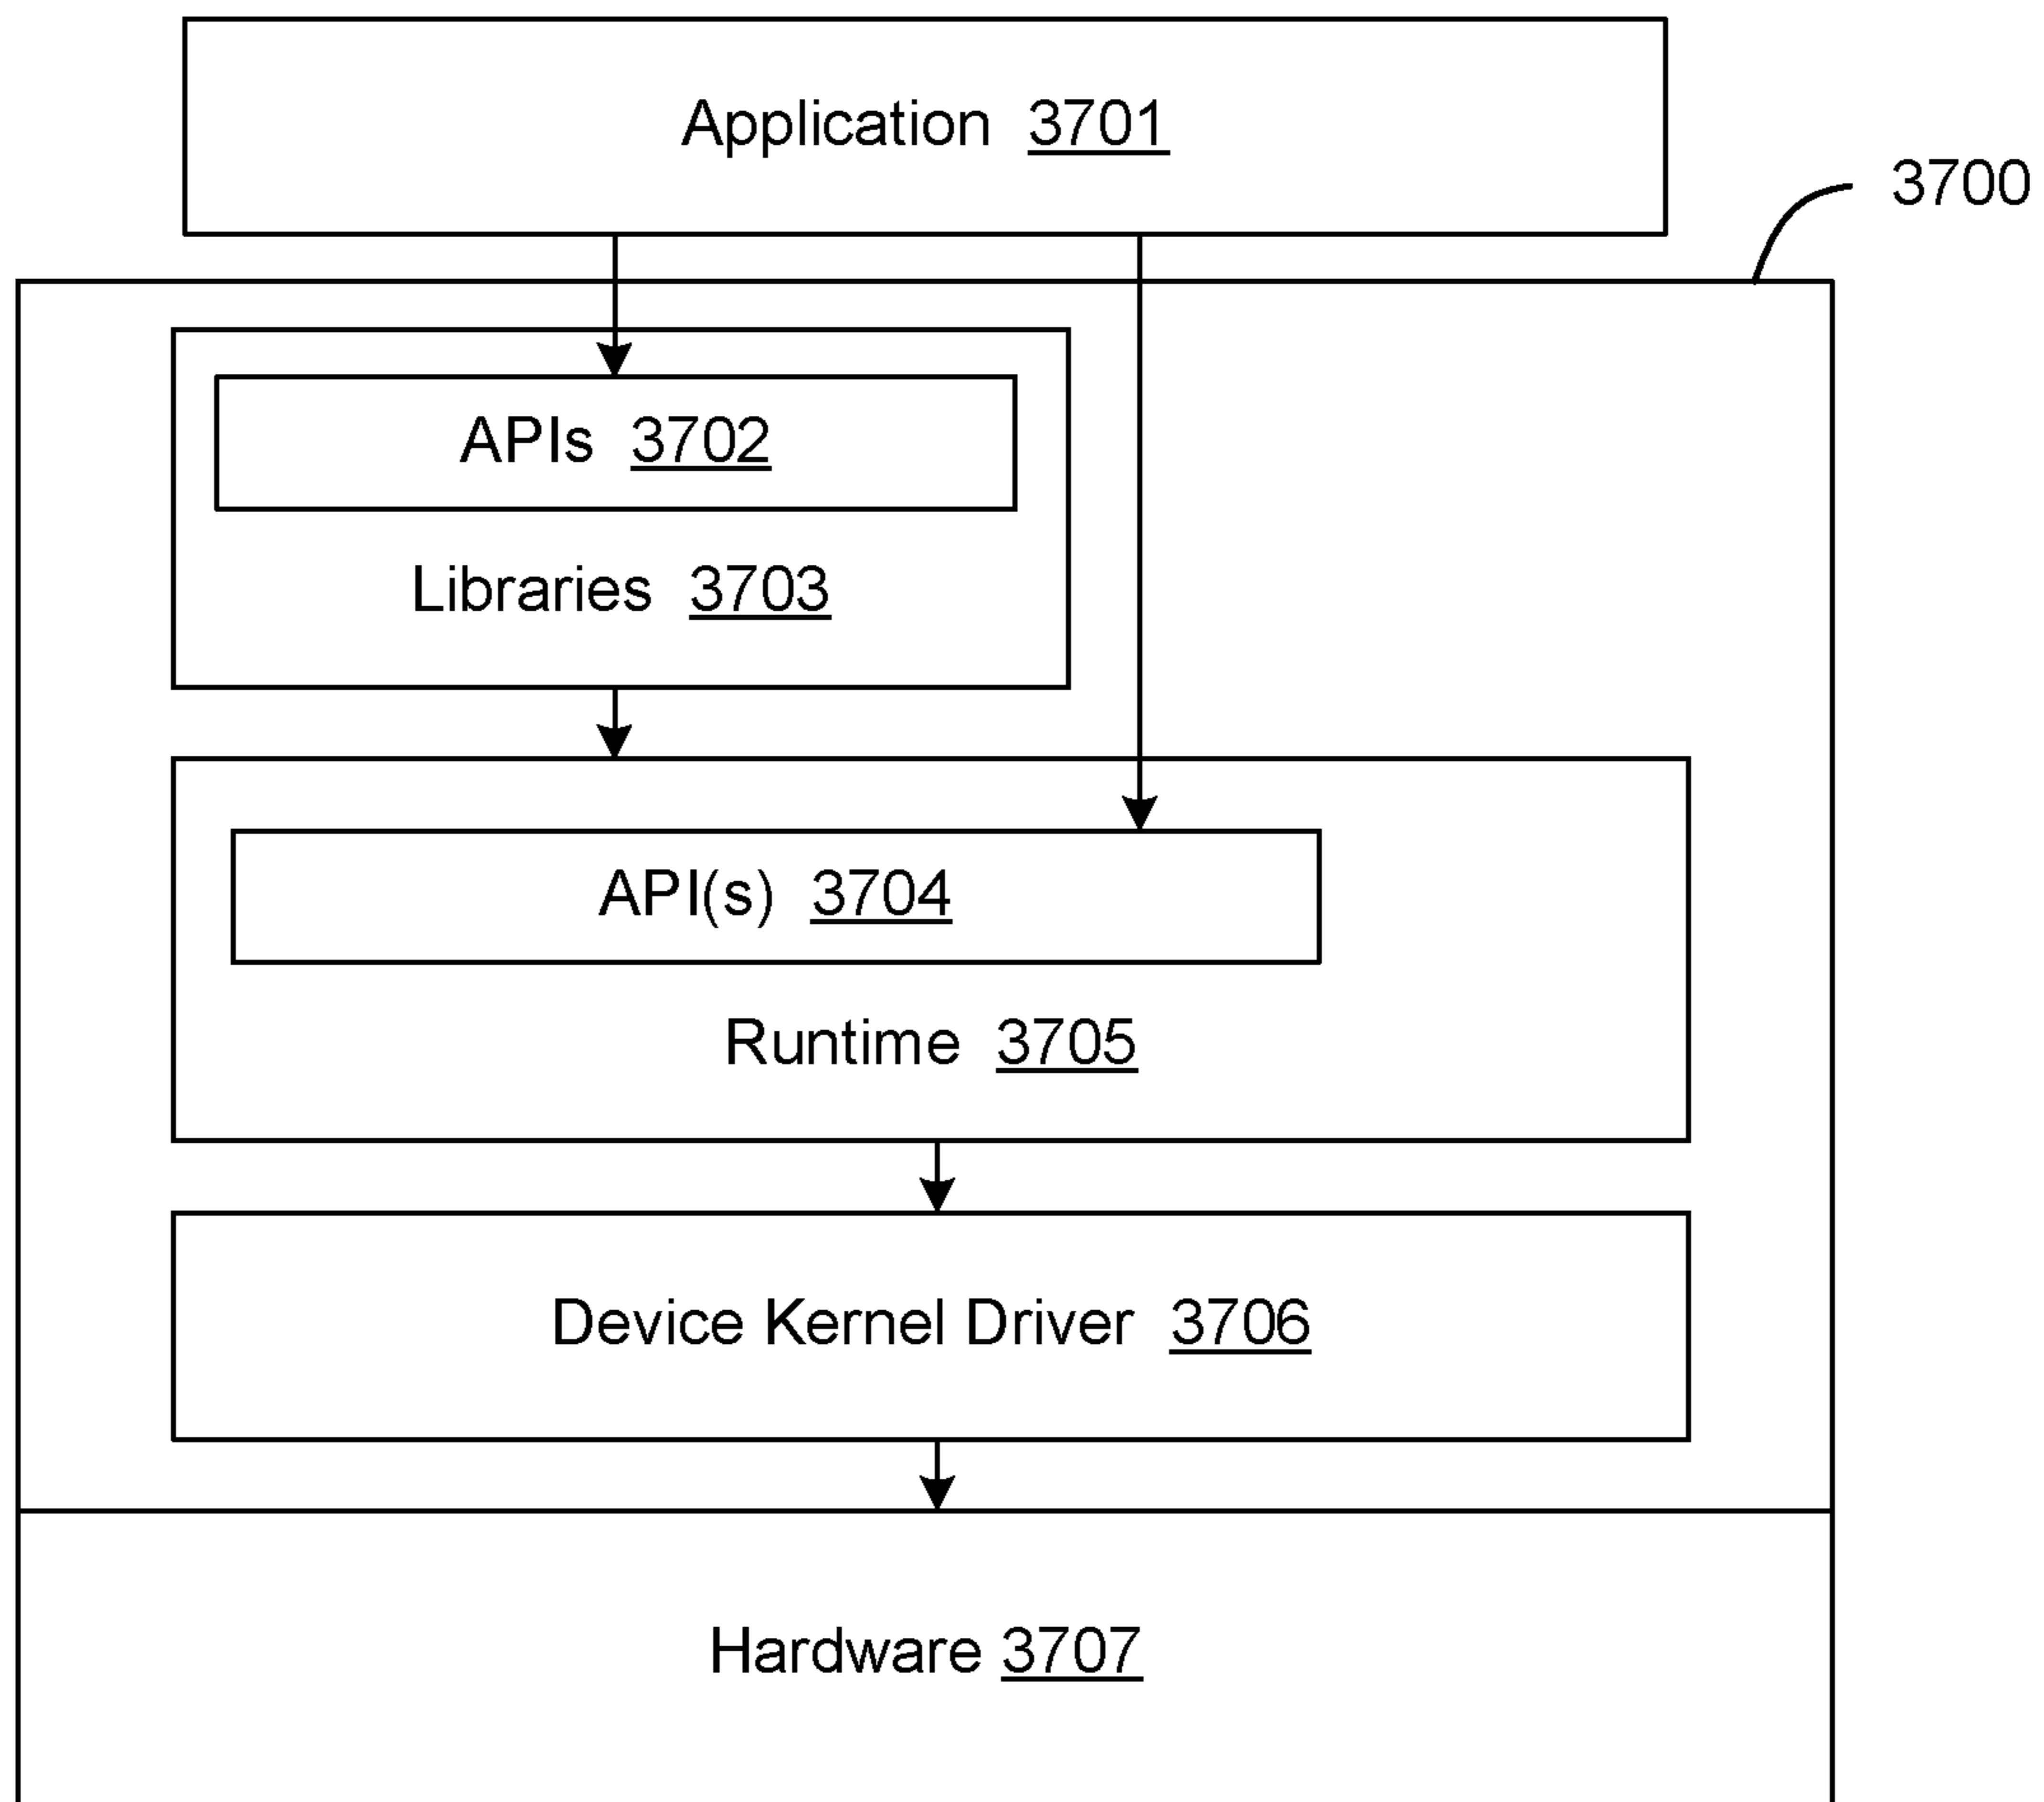 Application 3701
3700
APIs 3702
Libraries 3703
API(s) 3704
Runtime 3705
Device Kernel Driver 3706
Hardware 3707